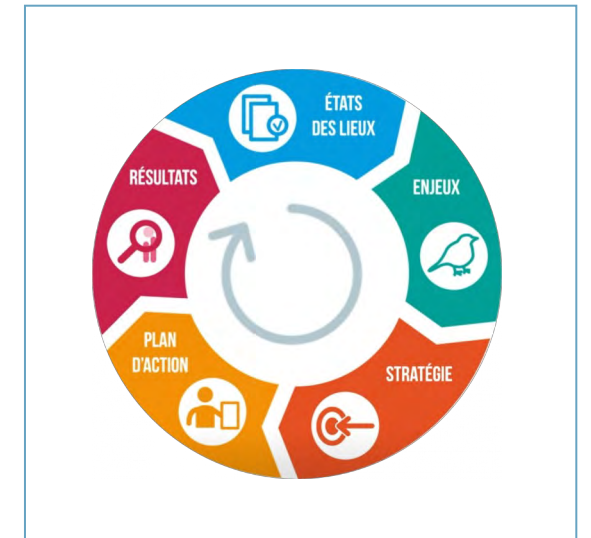 ÉTATS
DES LIEUX
ENJEUX
STRATÉGIE
PLAN
D'ACTION
RÉSULTATS